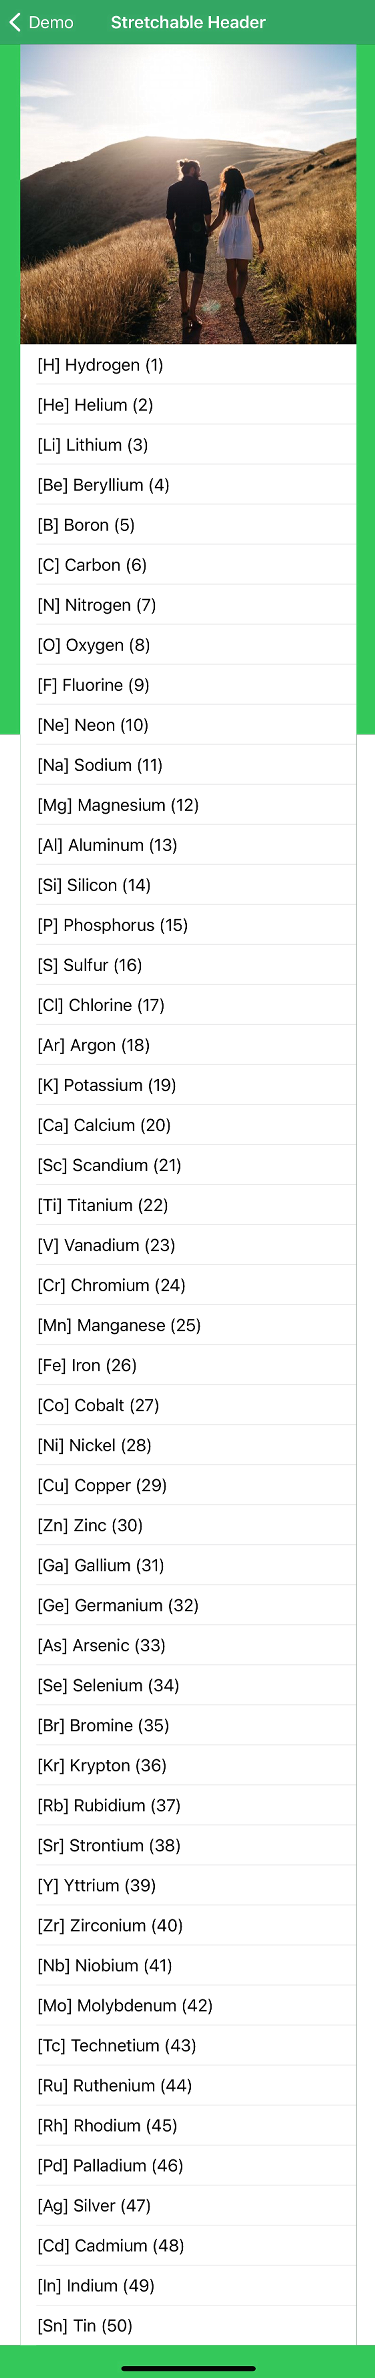 Demo
Stretchable Header
[H] Hydrogen (1)
[He] Helium (2)
[Li] Lithium (3)
[Be] Beryllium (4)
[B] Boron (5)
[C] Carbon (6)
[N] Nitrogen (7)
[O] Oxygen (8)
[F] Fluorine (9)
[Ne] Neon (10)
[Na] Sodium (11)
[Mg] Magnesium (12)
[Al] Aluminum (13)
[Si] Silicon (14)
[P] Phosphorus (15)
[S] Sulfur (16)
[Cl] Chlorine (17)
[Ar] Argon (18)
[K] Potassium (19)
[Ca] Calcium (20)
[Sc] Scandium (21)
[Ti] Titanium (22)
[V] Vanadium (23)
[Cr] Chromium (24)
[Mn] Manganese (25)
[Fe] Iron (26)
[Co] Cobalt (27)
[Ni] Nickel (28)
[Cu] Copper (29)
[Zn] Zinc (30)
[Ga] Gallium (31)
[Ge] Germanium (32)
[As] Arsenic (33)
[Se] Selenium (34)
[Br] Bromine (35)
[Kr] Krypton (36)
[Rb] Rubidium (37)
[Sr] Strontium (38)
[Y] Yttrium (39)
[Zr] Zirconium (40)
[Nb] Niobium (41)
[Mo] Molybdenum (42)
[Tc] Technetium (43)
[Ru] Ruthenium (44)
[Rh] Rhodium (45)
[Pd] Palladium (46)
[Ag] Silver (47)
[Cd] Cadmium (48)
[In] Indium (49)
[Sn] Tin (50)